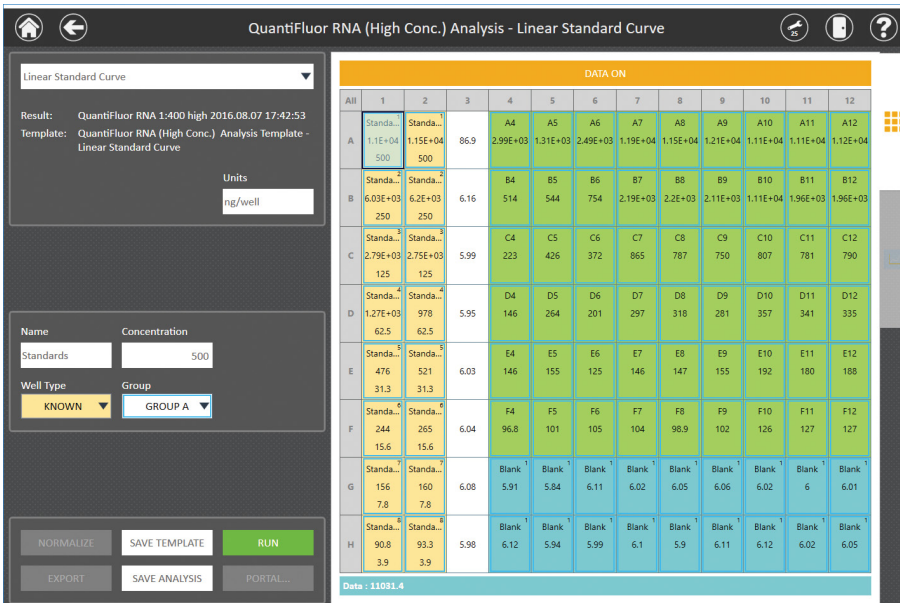 QuantiFluor RNA (High Conc.) Analysis - Linear Standard Curve
25
?
Linear Standard Curve
Result: QuantiFluor RNA 1:400 high 2016.08.07 17:42:53
Template: QuantiFluor RNA (High Conc.) Analysis Template -
Linear Standard Curve
Units
ng/well
Name Concentration
Standards 500
Well Type Group
KNOWN GROUP A
NORMALIZE SAVE TEMPLATE RUN
EXPORT SAVE ANALYSIS PORTAL...
DATA ON
All 1 2 3 4 5 6 7 8 9 10 11 12
Standa... 1 Standa... 1 A4 A5 A6 A7 A8 A9 A10 A11 A12
A 1.1E+04 1.15E+04 86.9 2.99E+03 1.31E+03 2.49E+03 1.19E+04 1.15E+04 1.21E+04 1.11E+04 1.11E+04 1.12E+04
500 500
Standa... 2 Standa... 2 B4 B5 B6 B7 B8 B9 B10 B11 B12
B 6.03E+03 6.2E+03 6.16 514 544 754 2.19E+03 2.2E+03 2.11E+03 1.11E+04 1.96E+03 1.96E+03
250 250
Standa... 3 Standa... 3 C4 C5 C6 C7 C8 C9 C10 C11 C12
C 2.79E+03 2.75E+03 5.99 223 426 372 865 787 750 807 781 790
125 125
Standa... 4 Standa... 4 D4 D5 D6 D7 D8 D9 D10 D11 D12
D 1.27E+03 978 5.95 146 264 201 297 318 281 357 341 335
62.5 62.5
Standa... 5 Standa... 5 E4 E5 E6 E7 E8 E9 E10 E11 E12
E 476 521 6.03 146 155 125 146 147 155 192 180 188
31.3 31.3
Standa... 6 Standa... 6 F4 F5 F6 F7 F8 F9 F10 F11 F12
F 244 265 6.04 96.8 101 105 104 98.9 102 126 127 127
15.6 15.6
Standa... 7 Standa... 7 Blank 1 Blank 1 Blank 1 Blank 1 Blank 1 Blank 1 Blank 1 Blank 1 Blank 1
G 156 160 6.08 5.91 5.84 6.11 6.02 6.05 6.06 6.02 6 6.01
7.8 7.8
Standa... 8 Standa... 8 Blank 1 Blank 1 Blank 1 Blank 1 Blank 1 Blank 1 Blank 1 Blank 1 Blank 1
H 90.8 93.3 5.98 6.12 5.94 5.99 6.1 5.9 6.11 6.12 6.02 6.05
3.9 3.9
Data : 11031.4